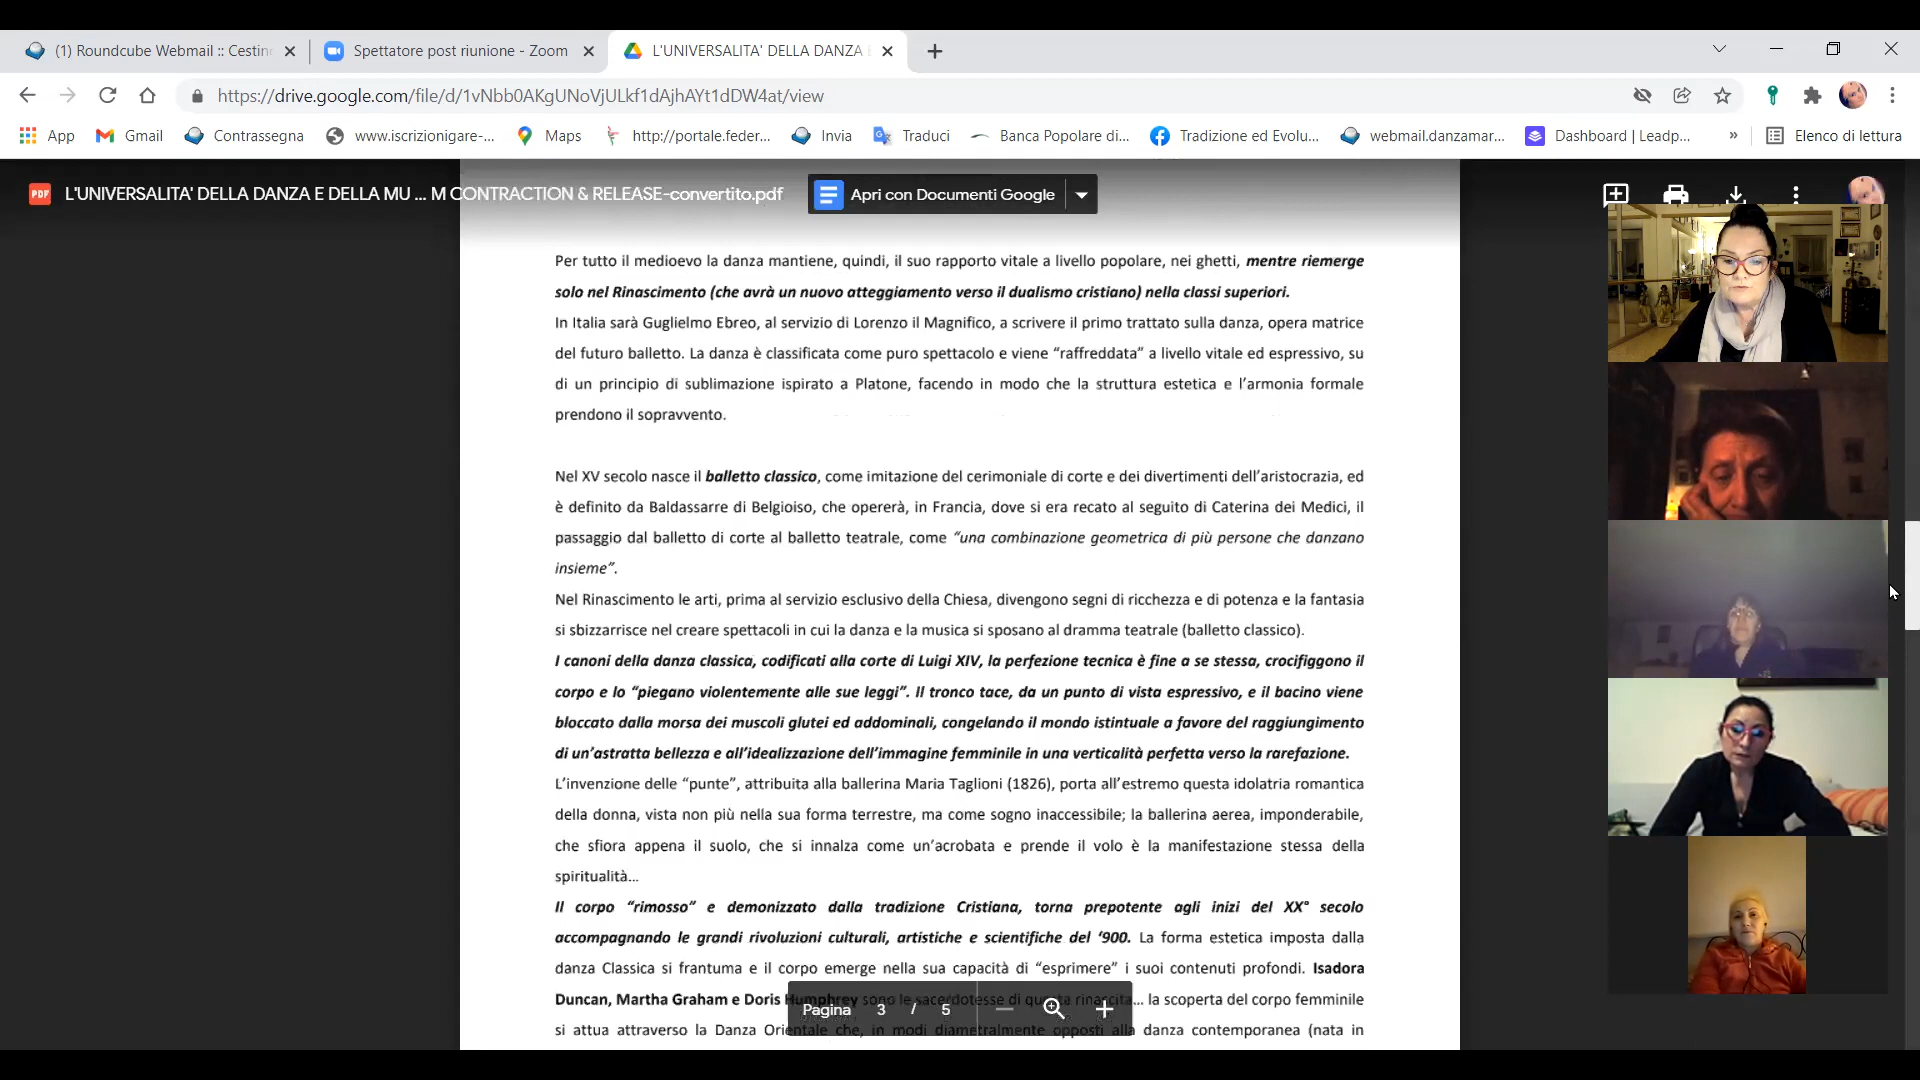 (1) Roundcube Webmail :: Cestin
Spettatore post riunione - Zoom
L'UNIVERSALITA' DELLA DANZA E
https://drive.google.com/file/d/1vNbb0AKgUNoVjULkf1dAjhAYt1dDW4at/view
App
Gmail
Contrassegna
www.iscrizionigare-...
Maps
http://portale.feder...
Invia
Traduci
Banca Popolare di...
Tradizione ed Evolu...
webmail.danzamar...
Dashboard | Leadp...
»
Elenco di lettura
PDF
L'UNIVERSALITA' DELLA DANZA E DELLA MU ... M CONTRACTION & RELEASE-convertito.pdf
Apri con Documenti Google
Per tutto il medioevo la danza mantiene, quindi, il suo rapporto vitale a livello popolare, nei ghetti, mentre riemerge
solo nel Rinascimento (che avrà un nuovo atteggiamento verso il dualismo cristiano) nella classi superiori.
In Italia sarà Guglielmo Ebreo, al servizio di Lorenzo il Magnifico, a scrivere il primo trattato sulla danza, opera matrice
del futuro balletto. La danza è classificata come puro spettacolo e viene “raffreddata” a livello vitale ed espressivo, su
di un principio di sublimazione ispirato a Platone, facendo in modo che la struttura estetica e l’armonia formale
prendono il sopravvento.
Nel XV secolo nasce il balletto classico, come imitazione del cerimoniale di corte e dei divertimenti dell’aristocrazia, ed
è definito da Baldassarre di Belgioiso, che opererà, in Francia, dove si era recato al seguito di Caterina dei Medici, il
passaggio dal balletto di corte al balletto teatrale, come “una combinazione geometrica di più persone che danzano
insieme”.
Nel Rinascimento le arti, prima al servizio esclusivo della Chiesa, divengono segni di ricchezza e di potenza e la fantasia
si sbizzarrisce nel creare spettacoli in cui la danza e la musica si sposano al dramma teatrale (balletto classico).
I canoni della danza classica, codificati alla corte di Luigi XIV, la perfezione tecnica è fine a se stessa, crocifiggono il
corpo e lo “piegano violentemente alle sue leggi”. Il tronco tace, da un punto di vista espressivo, e il bacino viene
bloccato dalla morsa dei muscoli glutei ed addominali, congelando il mondo istintuale a favore del raggiungimento
di un’astratta bellezza e all’idealizzazione dell’immagine femminile in una verticalità perfetta verso la rarefazione.
L’invenzione delle “punte”, attribuita alla ballerina Maria Taglioni (1826), porta all’estremo questa idolatria romantica
della donna, vista non più nella sua forma terrestre, ma come sogno inaccessibile; la ballerina aerea, imponderabile,
che sfiora appena il suolo, che si innalza come un’acrobata e prende il volo è la manifestazione stessa della
spiritualità...
Il corpo “rimosso” e demonizzato dalla tradizione Cristiana, torna prepotente agli inizi del XX° secolo
accompagnando le grandi rivoluzioni culturali, artistiche e scientifiche del ‘900. La forma estetica imposta dalla
danza Classica si frantuma e il corpo emerge nella sua capacità di “esprimere” i suoi contenuti profondi. Isadora
Duncan, Martha Graham e Doris Humphrey sono le sacerdotesse di questa rinascita... la scoperta del corpo femminile
si attua attraverso la Danza Orientale che, in modi diametralmente opposti alla danza contemporanea (nata in
Pagina 3 / 5